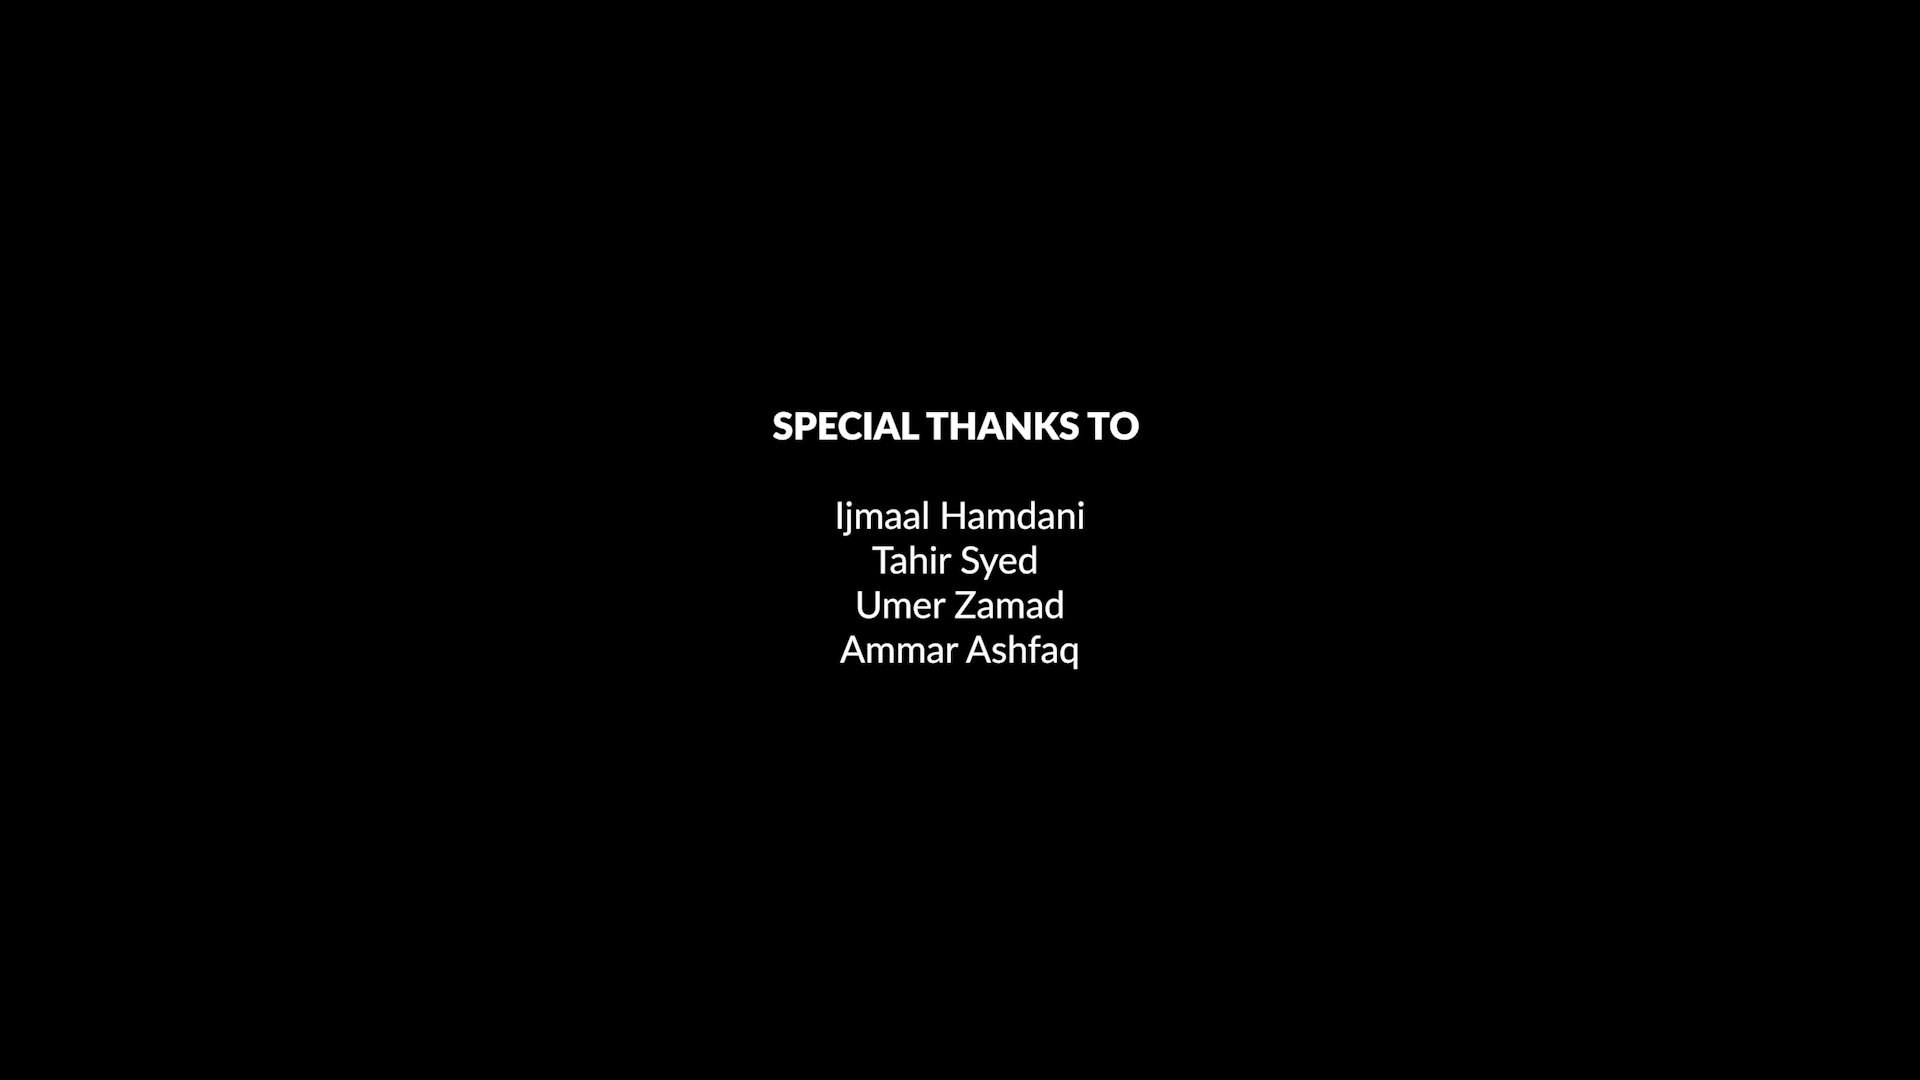 SPECIAL THANKS TO
Ijmaal Hamdani
Tahir Syed
Umer Zamad
Ammar Ashfaq